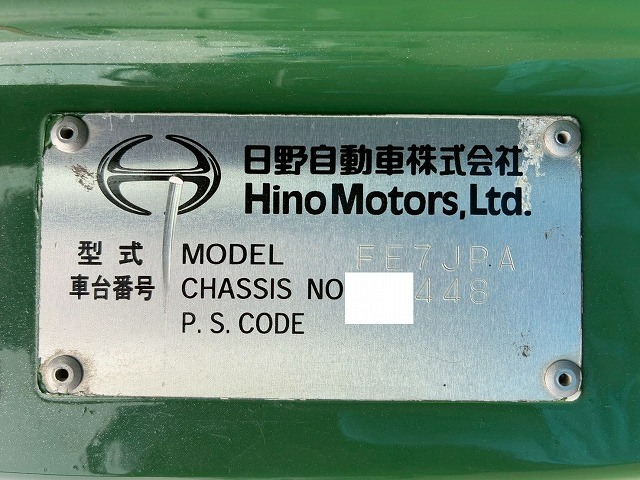 日野自動車株式会社
Hino Motors, Ltd.
型式 MODEL FE7JPA
車台番号 CHASSIS NO 448
P.S.CODE